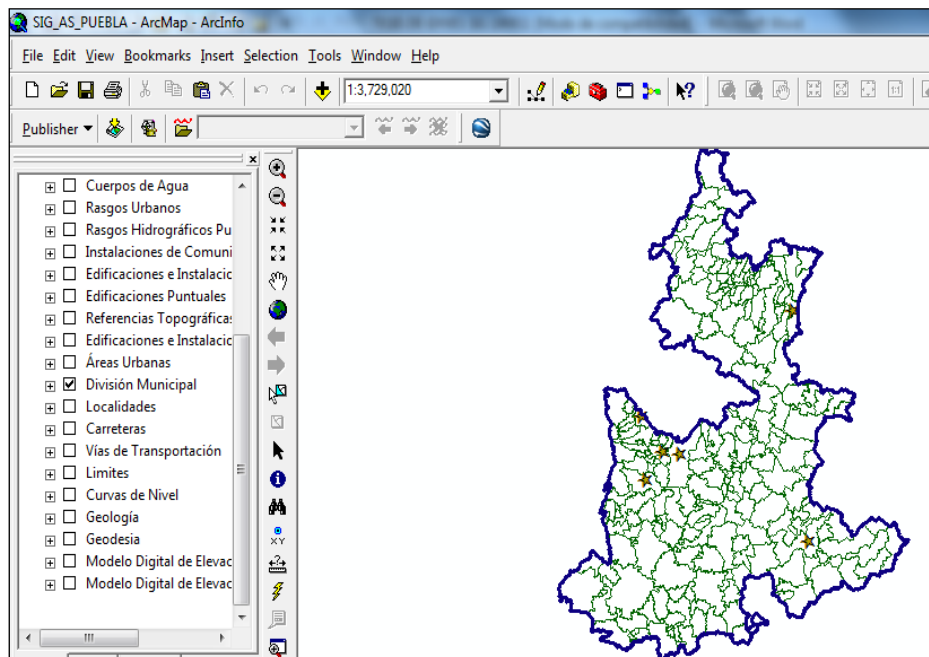 SIG_AS_PUEBLA - ArcMap - ArcInfo
File Edit View Bookmarks Insert Selection Tools Window Help
1:3,729,020
1:1
Publisher
Cuerpos de Agua
Rasgos Urbanos
Rasgos Hidrográficos Pu
Instalaciones de Comuni
Edificaciones e Instalacic
Edificaciones Puntuales
Referencias Topográficas
Edificaciones e Instalacic
Áreas Urbanas
División Municipal
Localidades
Carreteras
Vías de Transportación
Limites
Curvas de Nivel
Geología
Geodesia
Modelo Digital de Elevac
Modelo Digital de Elevac
XY